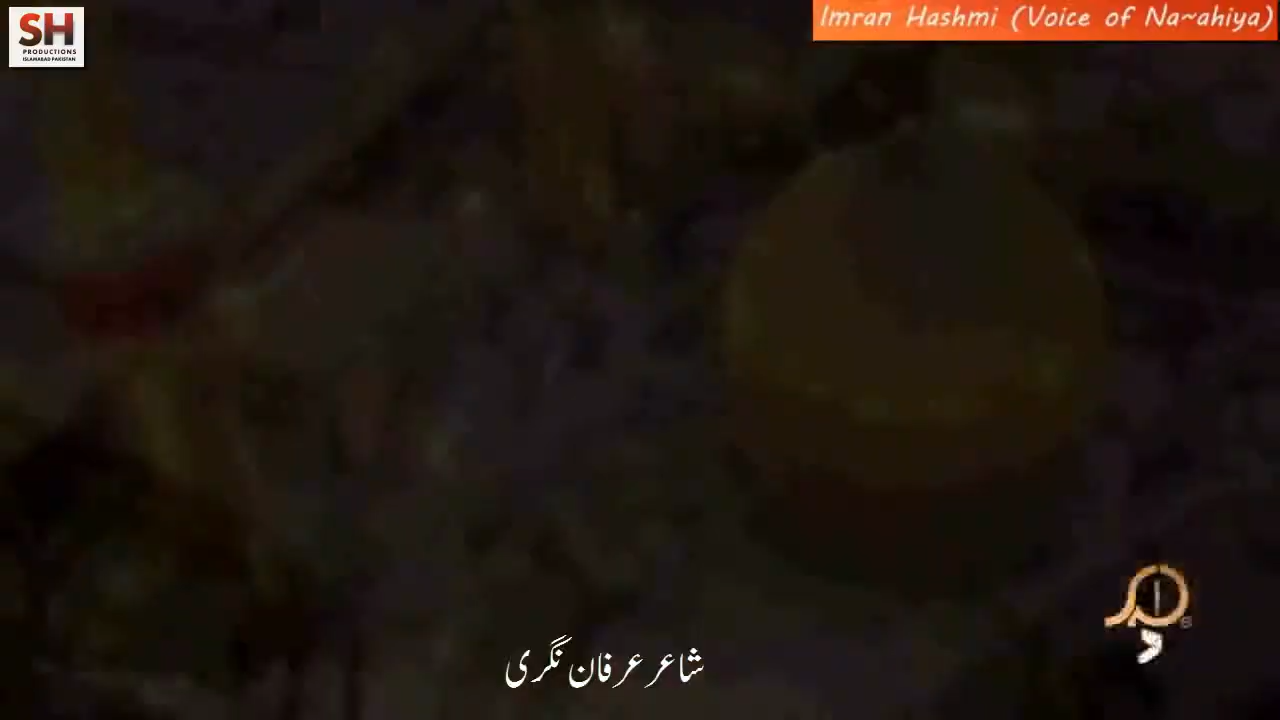 SH
PRODUCTIONS
ISLAMABAD PAKISTAN
Imran Hashmi (Voice of Na~ahiya)
شاعر عرفان نگری